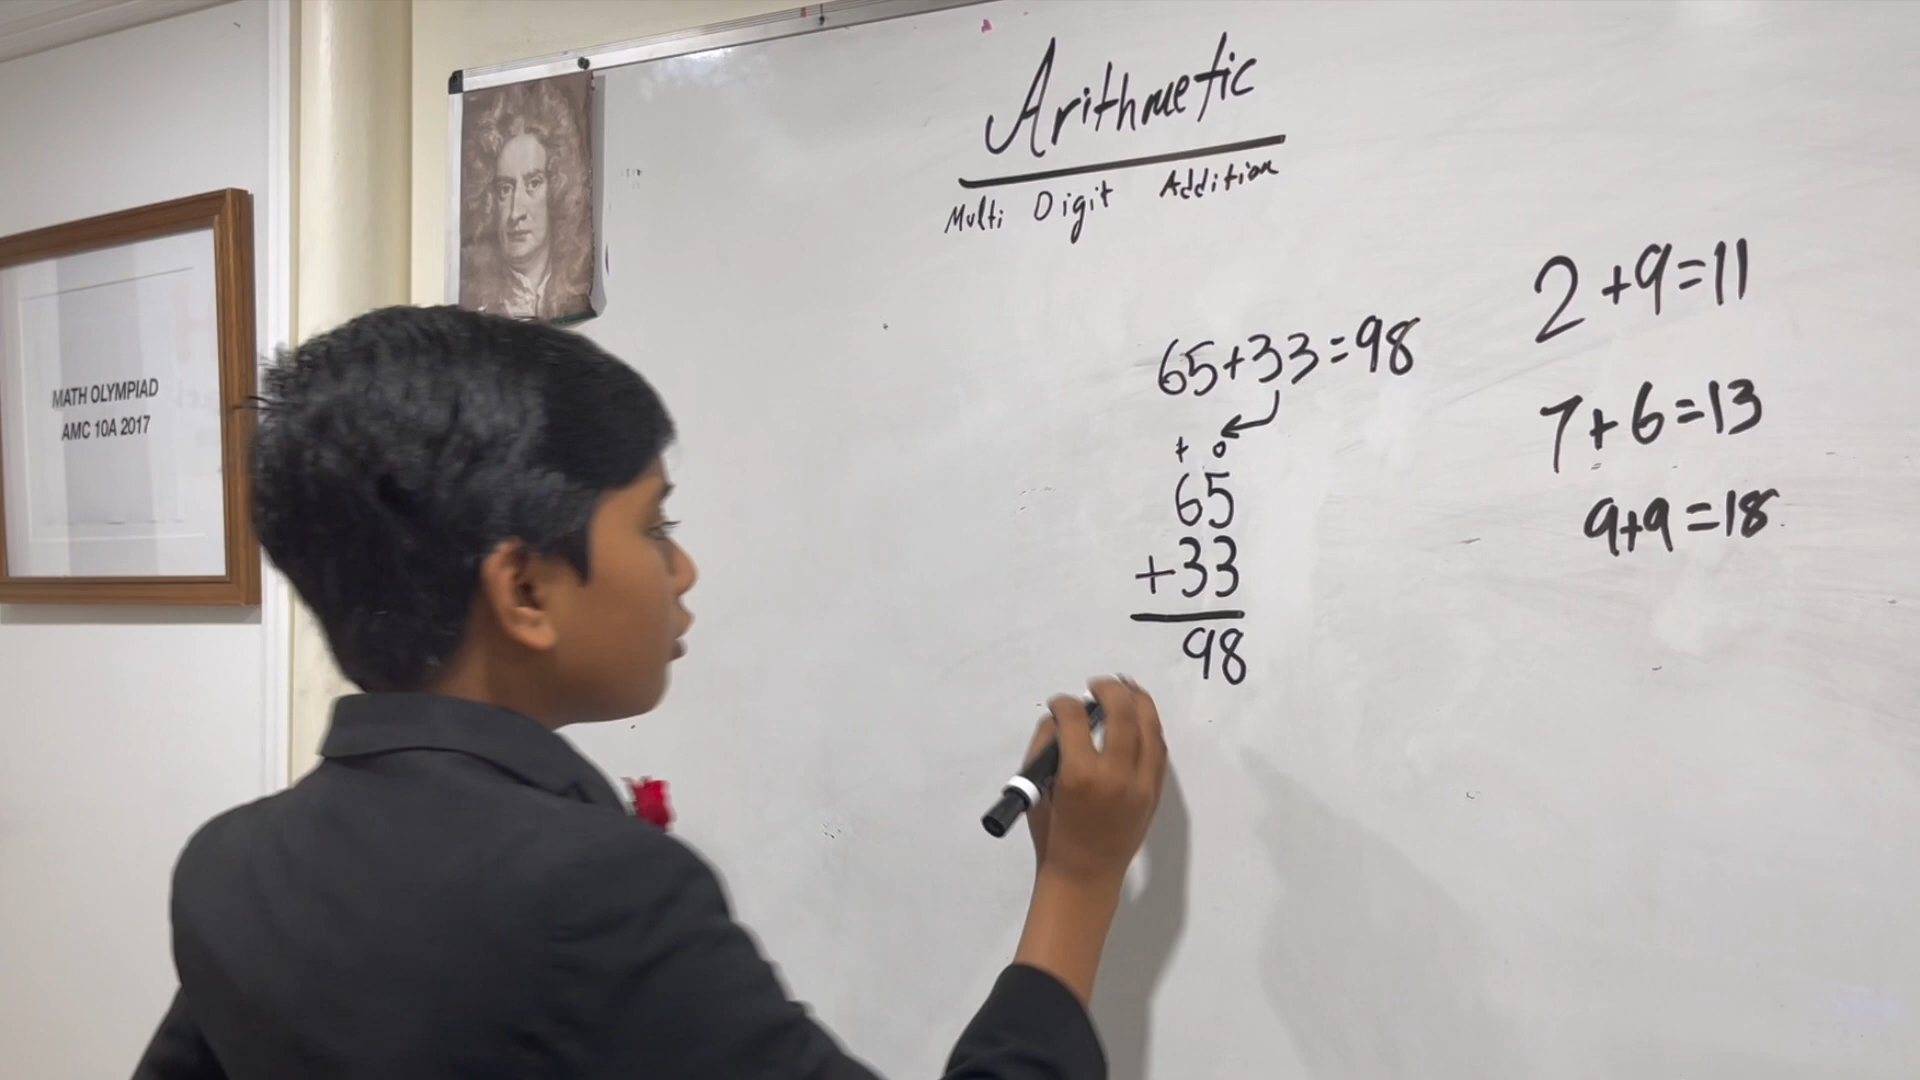 MATH OLYMPIAD
AMC 10A 2017
Arithmetic
Multi Digit Addition
65+33=98
t o
65
+33
98
2+9=11
7+6=13
9+9=18